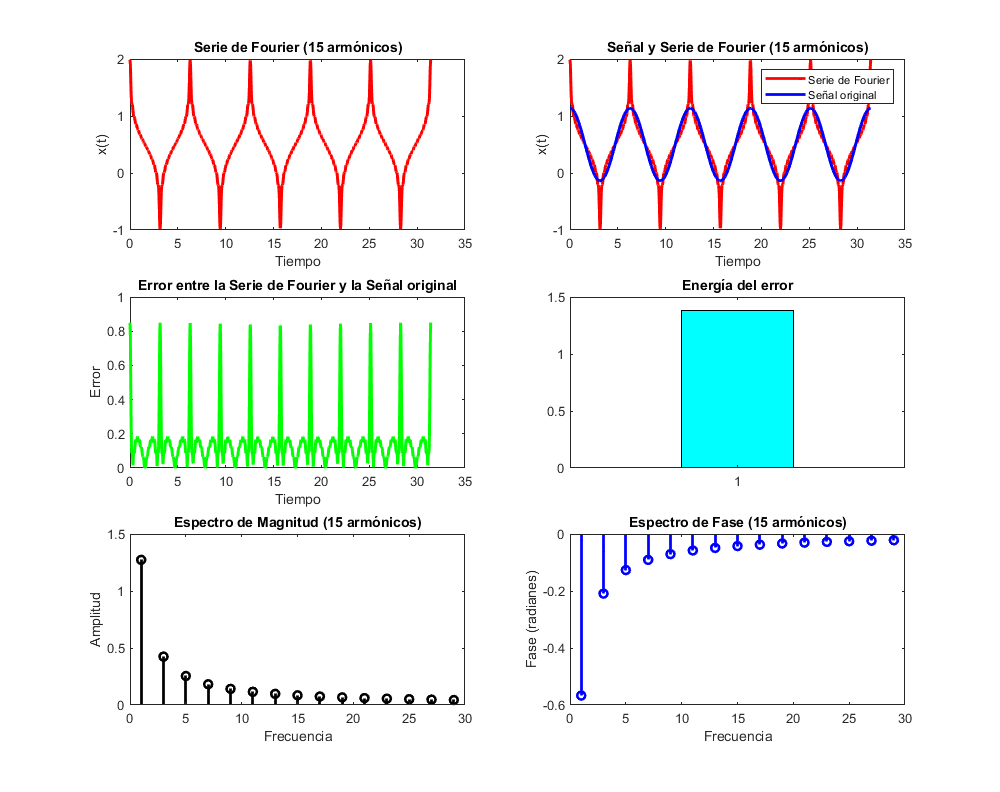 Serie de Fourier (15 armónicos)
x(t)
2
1
0
-1
0 5 10 15 20 25 30 35
Tiempo
Señal y Serie de Fourier (15 armónicos)
x(t)
2
1
0
-1
Serie de Fourier
Señal original
0 5 10 15 20 25 30 35
Tiempo
Error entre la Serie de Fourier y la Señal original
Error
1
0.8
0.6
0.4
0.2
0
0 5 10 15 20 25 30 35
Tiempo
Energía del error
1.5
1
0.5
0
1
Espectro de Magnitud (15 armónicos)
Amplitud
1.5
1
0.5
0
0 5 10 15 20 25 30
Frecuencia
Espectro de Fase (15 armónicos)
Fase (radianes)
0
-0.2
-0.4
-0.6
0 5 10 15 20 25 30
Frecuencia